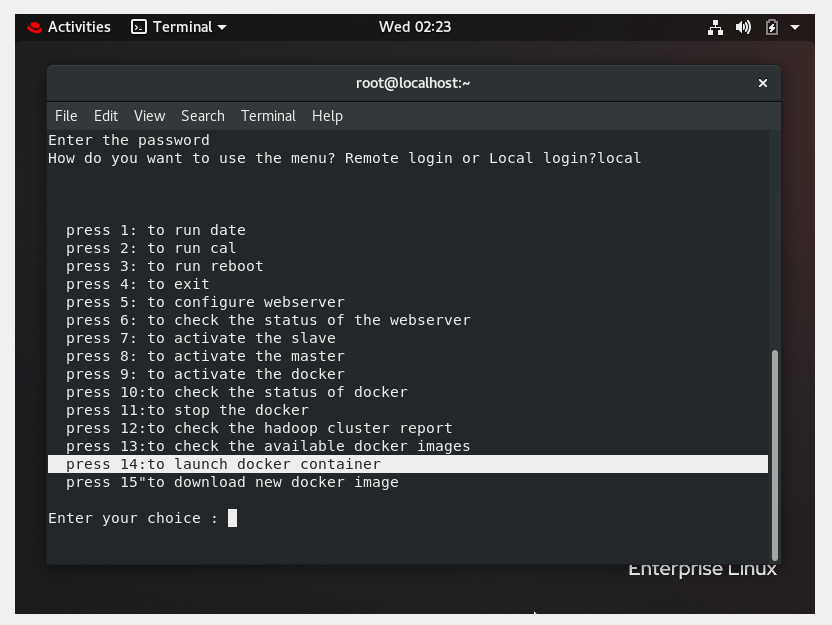 Activities Terminal Wed 02:23
root@localhost:~
File Edit View Search Terminal Help
Enter the password
How do you want to use the menu? Remote login or Local login?local
press 1: to run date
press 2: to run cal
press 3: to run reboot
press 4: to exit
press 5: to configure webserver
press 6: to check the status of the webserver
press 7: to activate the slave
press 8: to activate the master
press 9: to activate the docker
press 10:to check the status of docker
press 11:to stop the docker
press 12:to check the hadoop cluster report
press 13:to check the available docker images
press 14:to launch docker container
press 15"to download new docker image
Enter your choice :
Enterprise Linux